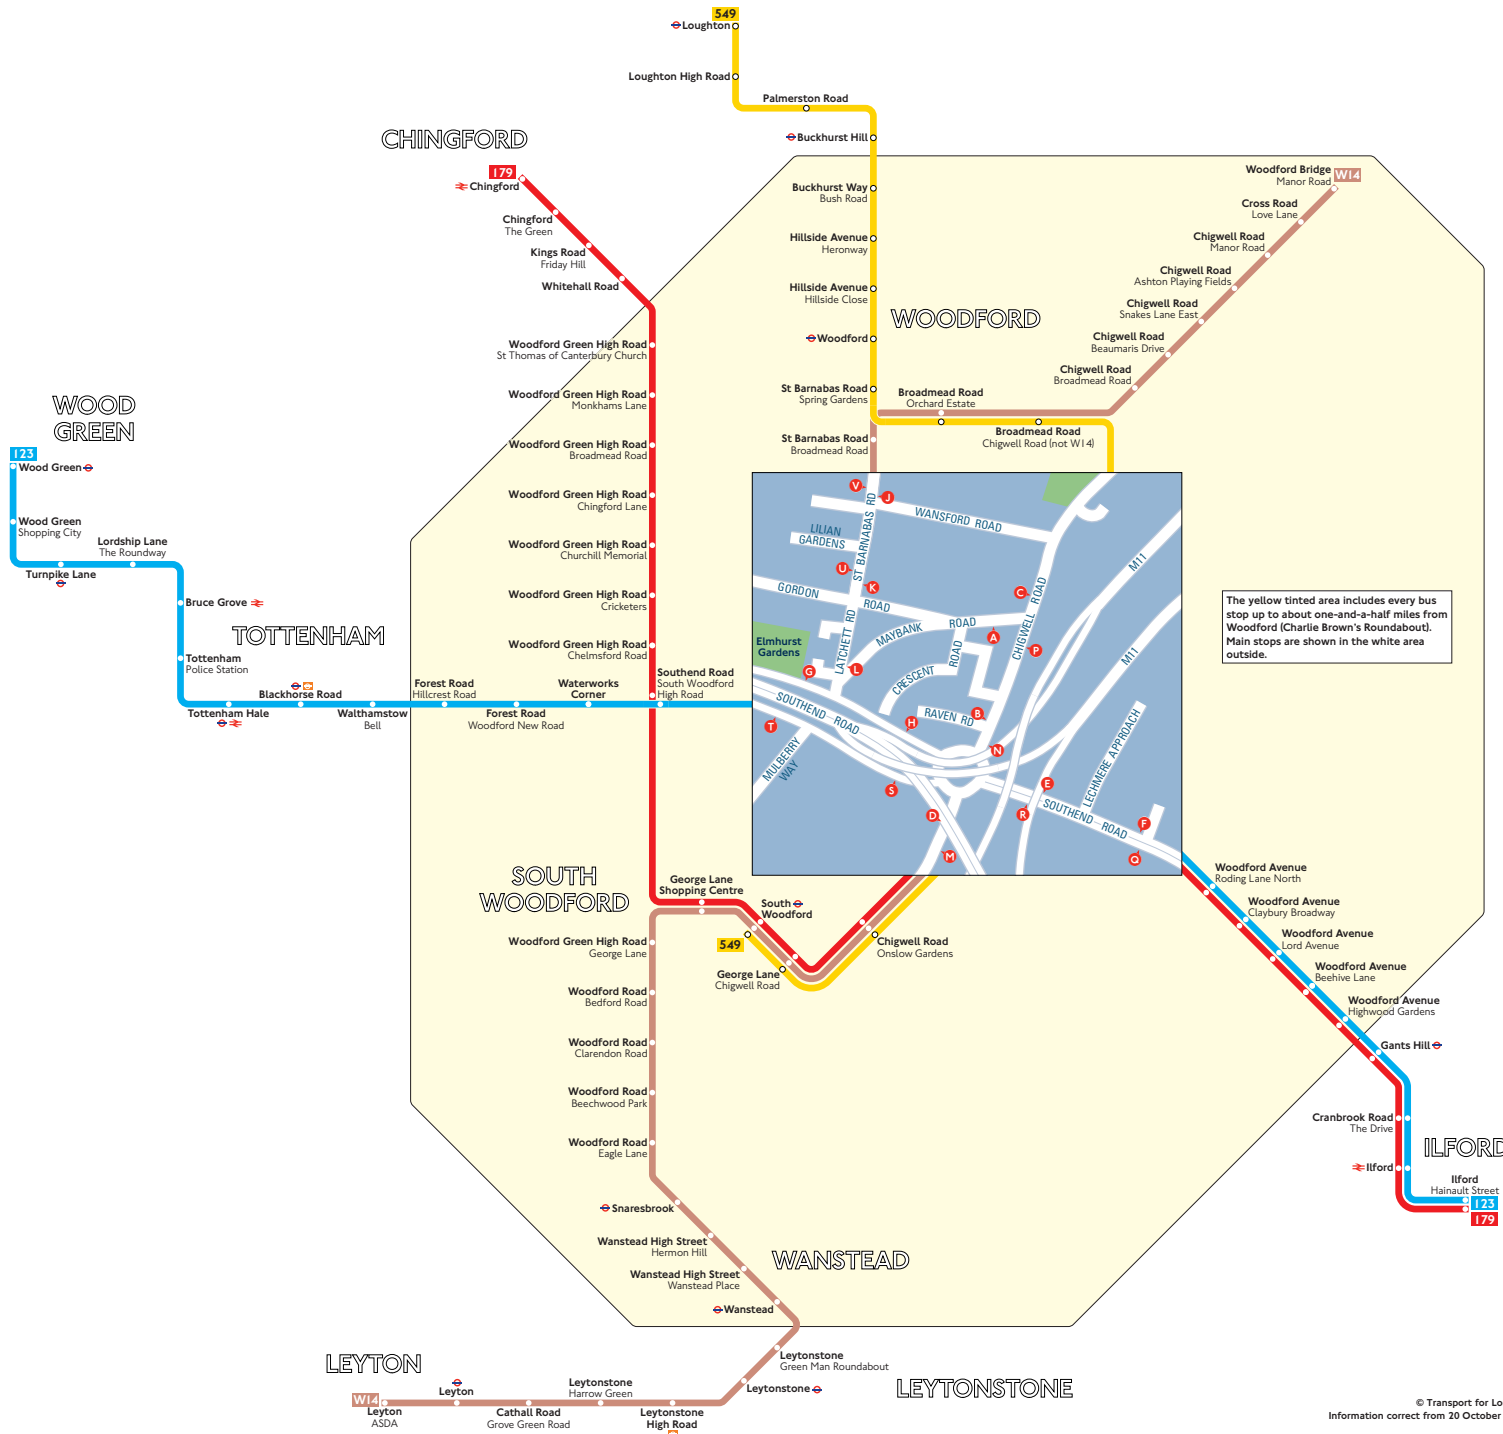 549
Loughton
Loughton High Road
Palmerston Road
Buckhurst Hill
CHINGFORD
179
Chingford
Chingford
The Green
Kings Road
Friday Hill
Whitehall Road
Buckhurst Way
Bush Road
Hillside Avenue
Heronway
Hillside Avenue
Hillside Close
WOODFORD
Woodford
St Barnabas Road
Spring Gardens
St Barnabas Road
Broadmead Road
Broadmead Road
Orchard Estate
Broadmead Road
Chigwell Road (not W14)
Woodford Bridge
Manor Road
W14
Cross Road
Love Lane
Chigwell Road
Manor Road
Chigwell Road
Ashton Playing Fields
Chigwell Road
Snakes Lane East
Chigwell Road
Beaumaris Drive
Chigwell Road
Broadmead Road
Woodford Green High Road
St Thomas of Canterbury Church
Woodford Green High Road
Monkhams Lane
Woodford Green High Road
Broadmead Road
Woodford Green High Road
Chingford Lane
Woodford Green High Road
Churchill Memorial
Woodford Green High Road
Cricketers
Woodford Green High Road
Chelmsford Road
Southend Road
South Woodford
High Road
WOOD
GREEN
123
Wood Green
Wood Green
Shopping City
Turnpike Lane
Lordship Lane
The Roundway
Bruce Grove
TOTTENHAM
Tottenham
Police Station
Tottenham Hale
Blackhorse Road
Walthamstow
Bell
Forest Road
Hillcrest Road
Forest Road
Woodford New Road
Waterworks
Corner
V
J
WANSFORD ROAD
LILIAN
GARDENS
ST BARNABAS RD
U
K
GORDON
ROAD
C
M11
Elmhurst
Gardens
LATCHETT RD
MAYBANK
ROAD
A
CHIGWELL
ROAD
P
M11
G
L
CRESCENT
ROAD
T
SOUTHEND ROAD
H
RAVEN RD
B
MULBERRY
WAY
N
LECHMERE APPROACH
S
E
D
R
SOUTHEND ROAD
F
M
Q
The yellow tinted area includes every bus
stop up to about one-and-a-half miles from
Woodford (Charlie Brown's Roundabout).
Main stops are shown in the white area
outside.
SOUTH
WOODFORD
George Lane
Shopping Centre
South
Woodford
549
George Lane
Chigwell Road
Chigwell Road
Onslow Gardens
Woodford Green High Road
George Lane
Woodford Road
Bedford Road
Woodford Road
Clarendon Road
Woodford Road
Beechwood Park
Woodford Road
Eagle Lane
Snaresbrook
Wanstead High Street
Hermon Hill
Wanstead High Street
Wanstead Place
WANSTEAD
Wanstead
Leytonstone
Green Man Roundabout
Leytonstone
LEYTONSTONE
LEYTON
W14
Leyton
ASDA
Leyton
Cathall Road
Grove Green Road
Leytonstone
Harrow Green
Leytonstone
High Road
Woodford Avenue
Roding Lane North
Woodford Avenue
Claybury Broadway
Woodford Avenue
Lord Avenue
Woodford Avenue
Beehive Lane
Woodford Avenue
Highwood Gardens
Gants Hill
Cranbrook Road
The Drive
ILFORD
Ilford
Ilford
Hainault Street
123
179
© Transport for Lo
Information correct from 20 October